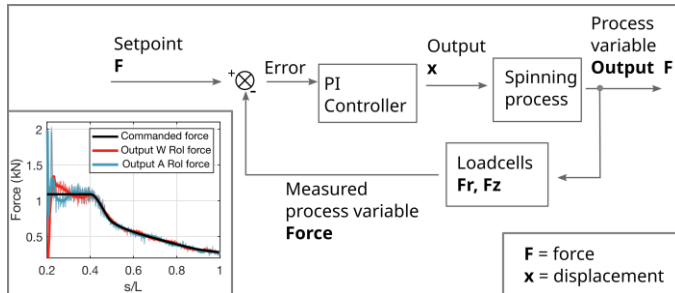 Setpoint
F
+
-
Error
PI
Controller
Output
x
Spinning
process
Process
variable
Output F
Loadcells
Fr, Fz
Measured
process variable
Force
F = force
x = displacement
Commanded force
Output W Rol force
Output A Rol force
Force (kN)
2
1.5
1
0.5
0.2
0.4
0.6
0.8
1
s/L